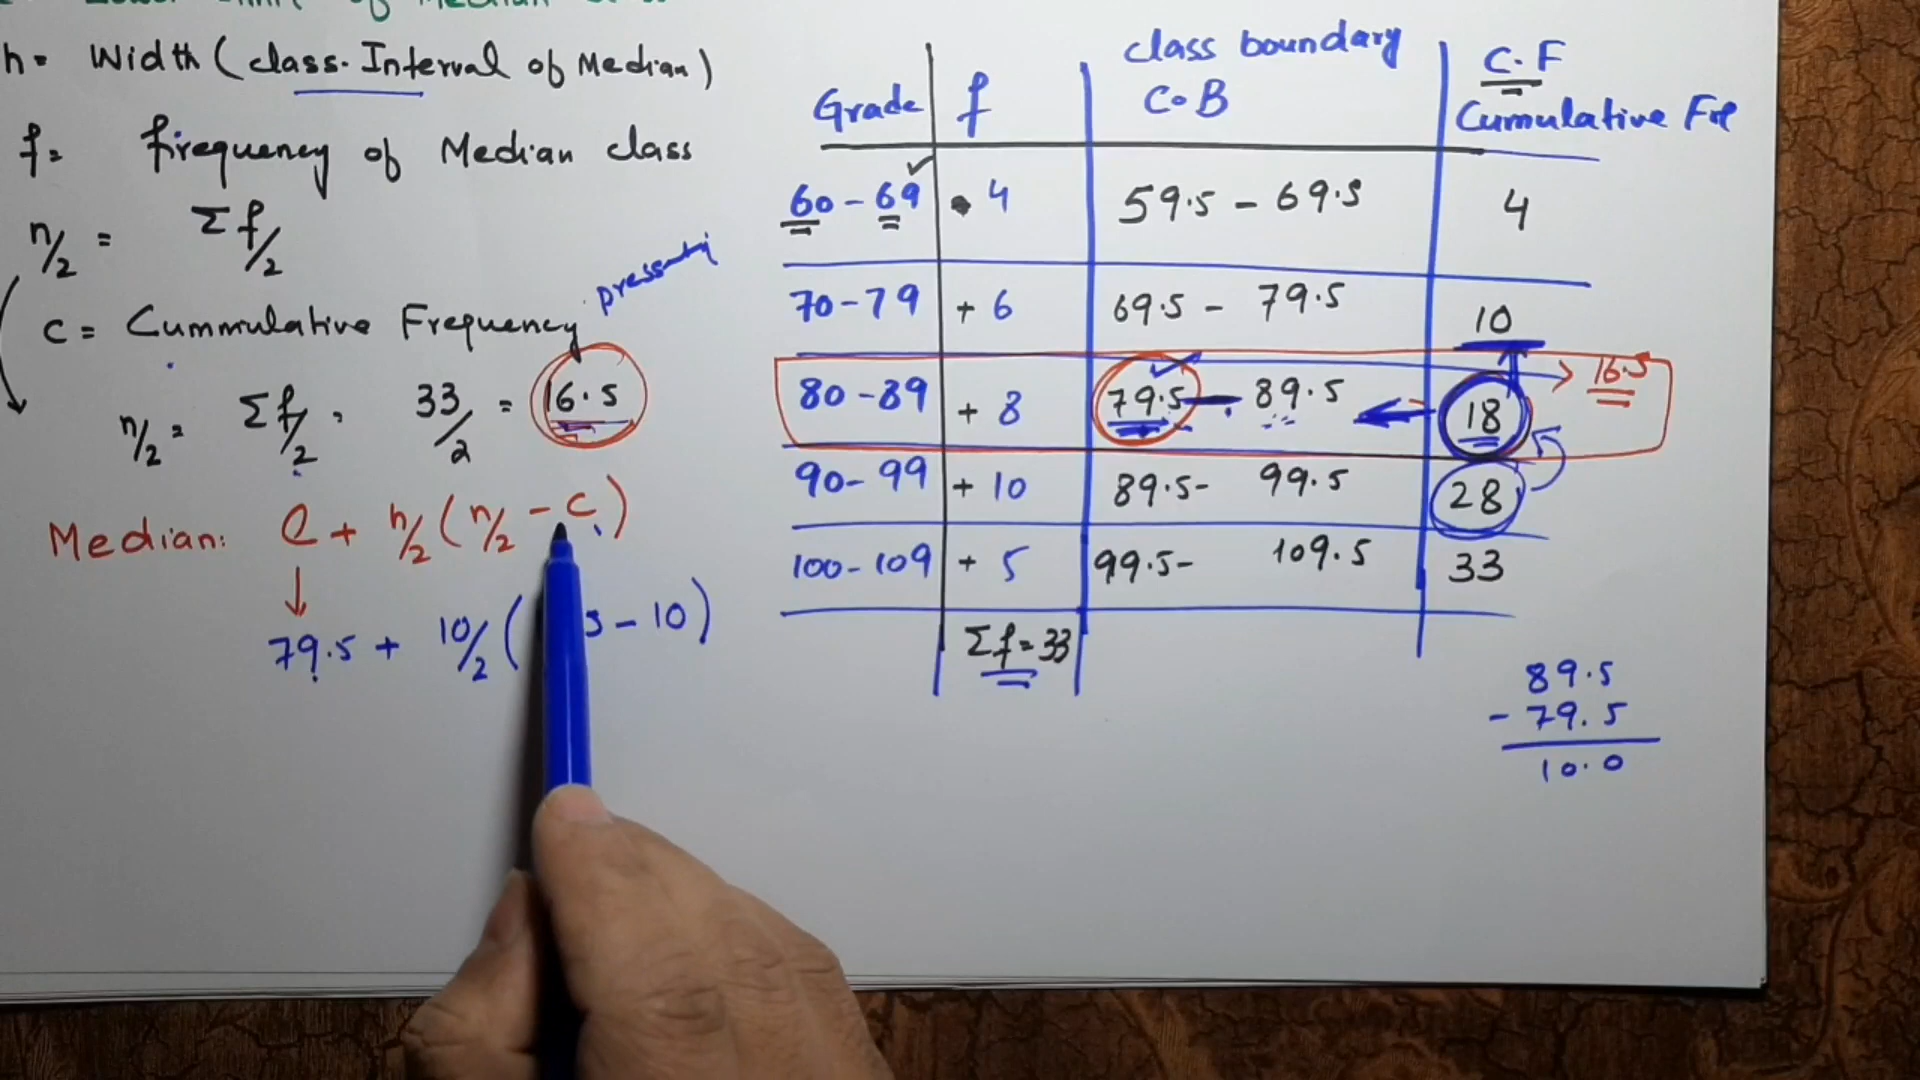 h= Width (class. Interval of Median)
f= firequency of Median class
n/2 = Σf/2
C = Cummulative Frequency
n/2 = Σf/2, 33/2 = 16.5
Median: l + h/2 (n/2 - C)
79.5 + 10/2 ( 5 - 10)
Grade f class boundary C.B C.F Cumulative Fre
60-69 4 59.5 - 69.5 4
70-79 + 6 69.5 - 79.5 10
80-89 + 8 79.5 - 89.5 18 16.5
90-99 + 10 89.5- 99.5 28
100-109 + 5 99.5- 109.5 33
Σf=33
89.5
- 79.5
10.0